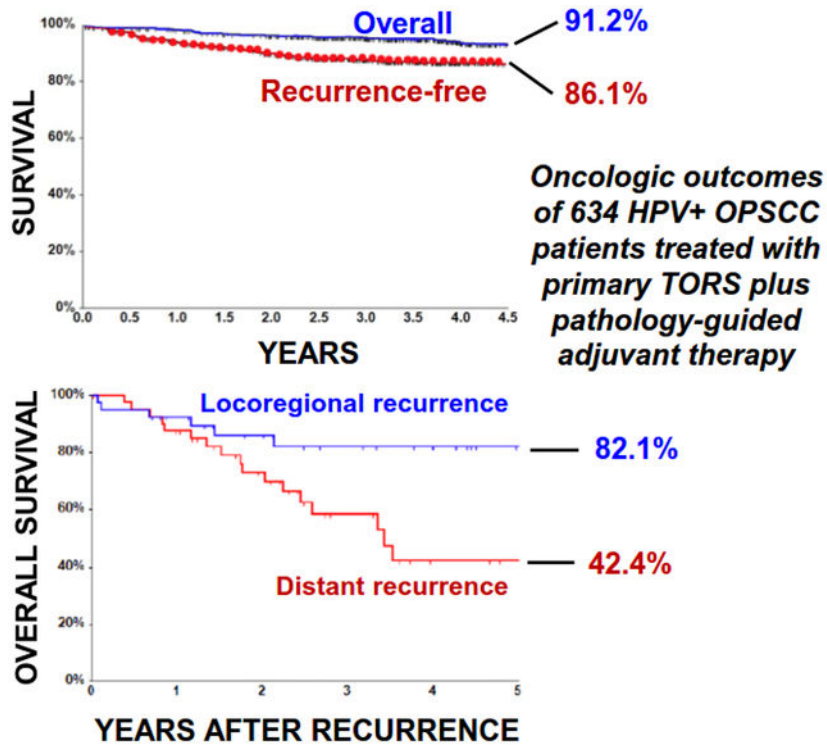 100%
80%
60%
40%
20%
0%
SURVIVAL
Overall
91.2%
Recurrence-free
86.1%
0.0 0.5 1.0 1.5 2.0 2.5 3.0 3.5 4.0 4.5
YEARS
Oncologic outcomes
of 634 HPV+ OPSCC
patients treated with
primary TORS plus
pathology-guided
adjuvant therapy
100%
80%
60%
40%
20%
0%
OVERALL SURVIVAL
Locoregional recurrence
82.1%
Distant recurrence
42.4%
0 1 2 3 4 5
YEARS AFTER RECURRENCE